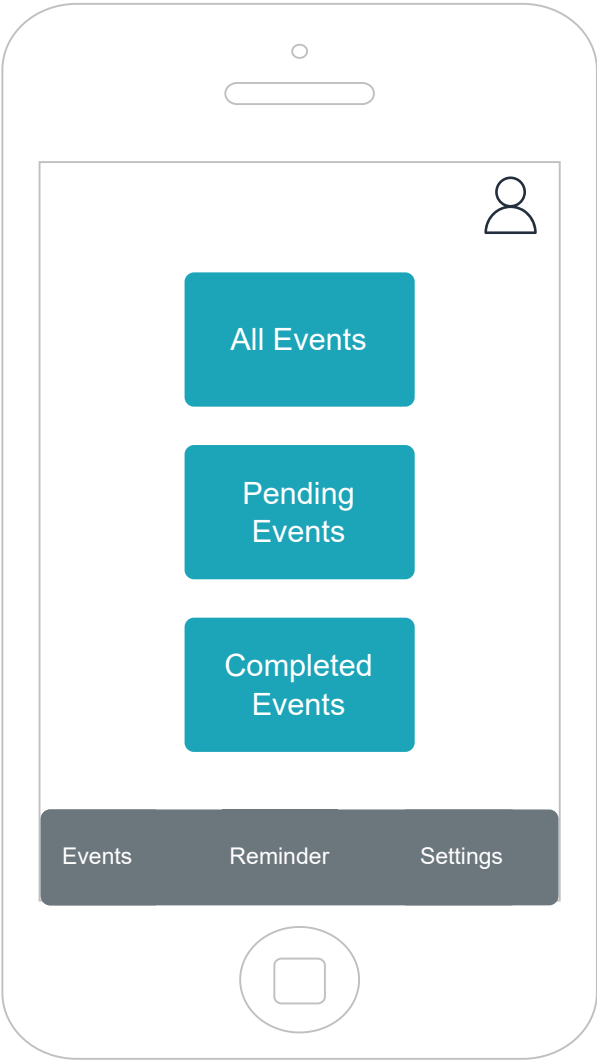 All Events
Pending
Events
Completed
Events
Events
Reminder
Settings